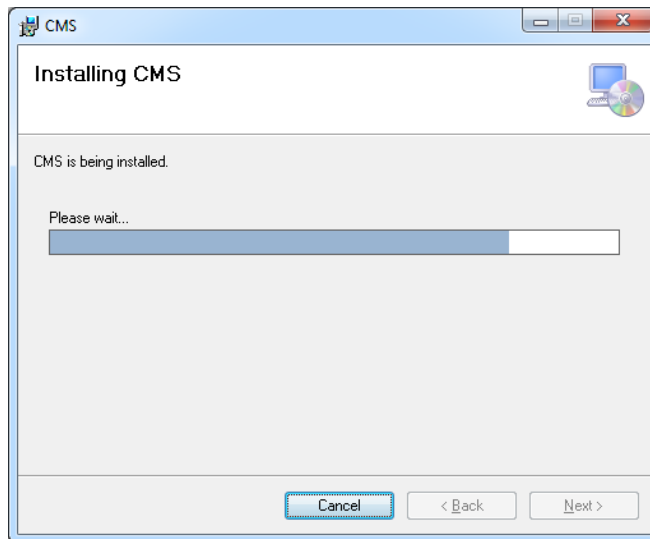 CMS
Installing CMS
CMS is being installed.
Please wait...
Cancel
< Back
Next >